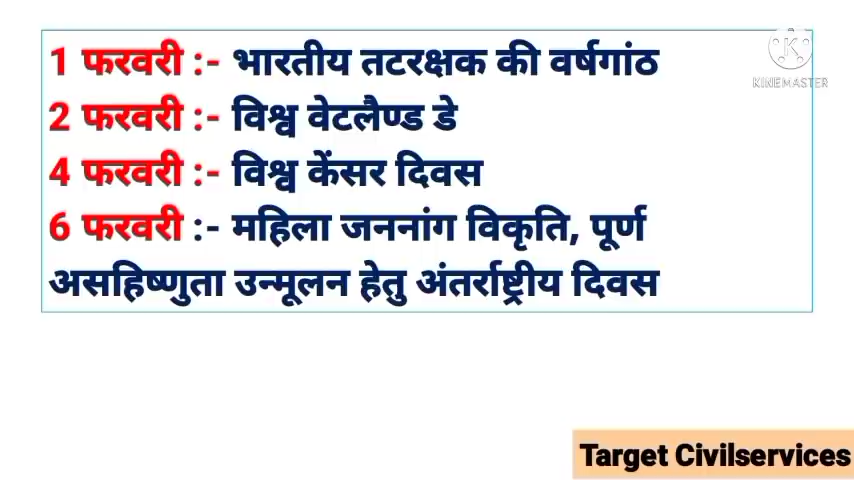 1 फरवरी :- भारतीय तटरक्षक की वर्षगांठ
2 फरवरी :- विश्व वेटलैण्ड डे
4 फरवरी :- विश्व केंसर दिवस
6 फरवरी :- महिला जननांग विकृति, पूर्ण
असहिष्णुता उन्मूलन हेतु अंतर्राष्ट्रीय दिवस
K
KINEMASTER
Target Civilservices